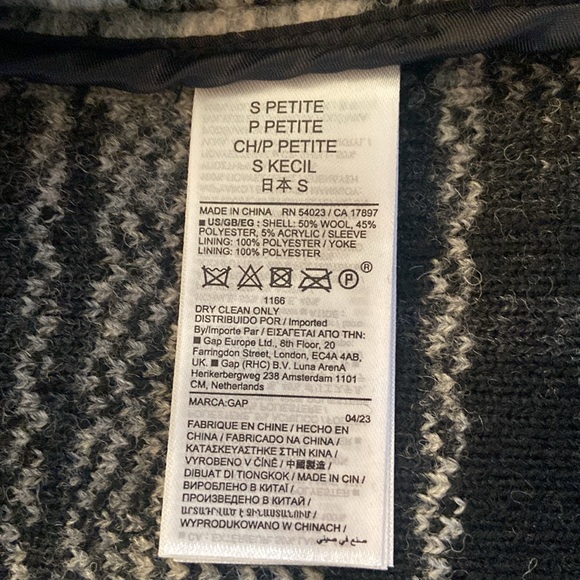 S PETITE
P PETITE
CH/P PETITE
S KECIL
日本 S
MADE IN CHINA RN 54023 / CA 17897
■ US/GB/EG : SHELL: 50% WOOL, 45%
POLYESTER, 5% ACRYLIC / SLEEVE
LINING: 100% POLYESTER / YOKE
LINING: 100% POLYESTER
P ®
1166
DRY CLEAN ONLY
DISTRIBUIDO POR / Imported
By/Importe Par / ΕΙΣΑΓΕΤΑΙ ΑΠΟ ΤΗΝ:
■ Gap Europe Ltd., 8th Floor, 20
Farringdon Street, London, EC4A 4AB,
UK. ■ Gap (RHC) B.V. Luna ArenA
Herikerbergweg 238 Amsterdam 1101
CM, Netherlands
MARCA:GAP
04/23
FABRIQUE EN CHINE / HECHO EN
CHINA / FABRICADO NA CHINA /
ΚΑΤΑΣΚΕΥΑΣΤΗΚΕ ΣΤΗΝ ΚΙΝΑ /
VYROBENO V ČÍNĚ / 中國製造 /
DIBUAT DI TIONGKOK / MADE IN CIN /
ВИРОБЛЕНО В КИТАЇ /
ПРОИЗВЕДЕНО В КИТАЙ /
ԱՐՏԱԴՐՎԱԾ Է ՉԻՆԱՍՏԱՆՈՒՄ /
WYPRODUKOWANO W CHINACH /
صنع في صيني